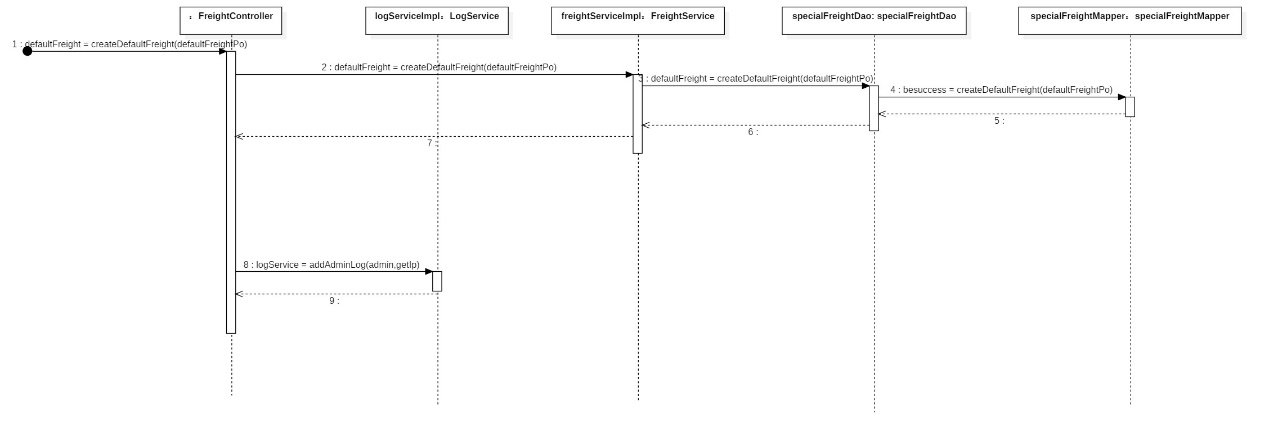 ：FreightController
logServiceImpl：LogService
freightServiceImpl：FreightService
specialFreightDao: specialFreightDao
specialFreightMapper：specialFreightMapper
1 : defaultFreight = createDefaultFreight(defaultFreightPo)
2 : defaultFreight = createDefaultFreight(defaultFreightPo)
3 : defaultFreight = createDefaultFreight(defaultFreightPo)
4 : besuccess = createDefaultFreight(defaultFreightPo)
5 :
6 :
7 :
8 : logService = addAdminLog(admin,getIp)
9 :